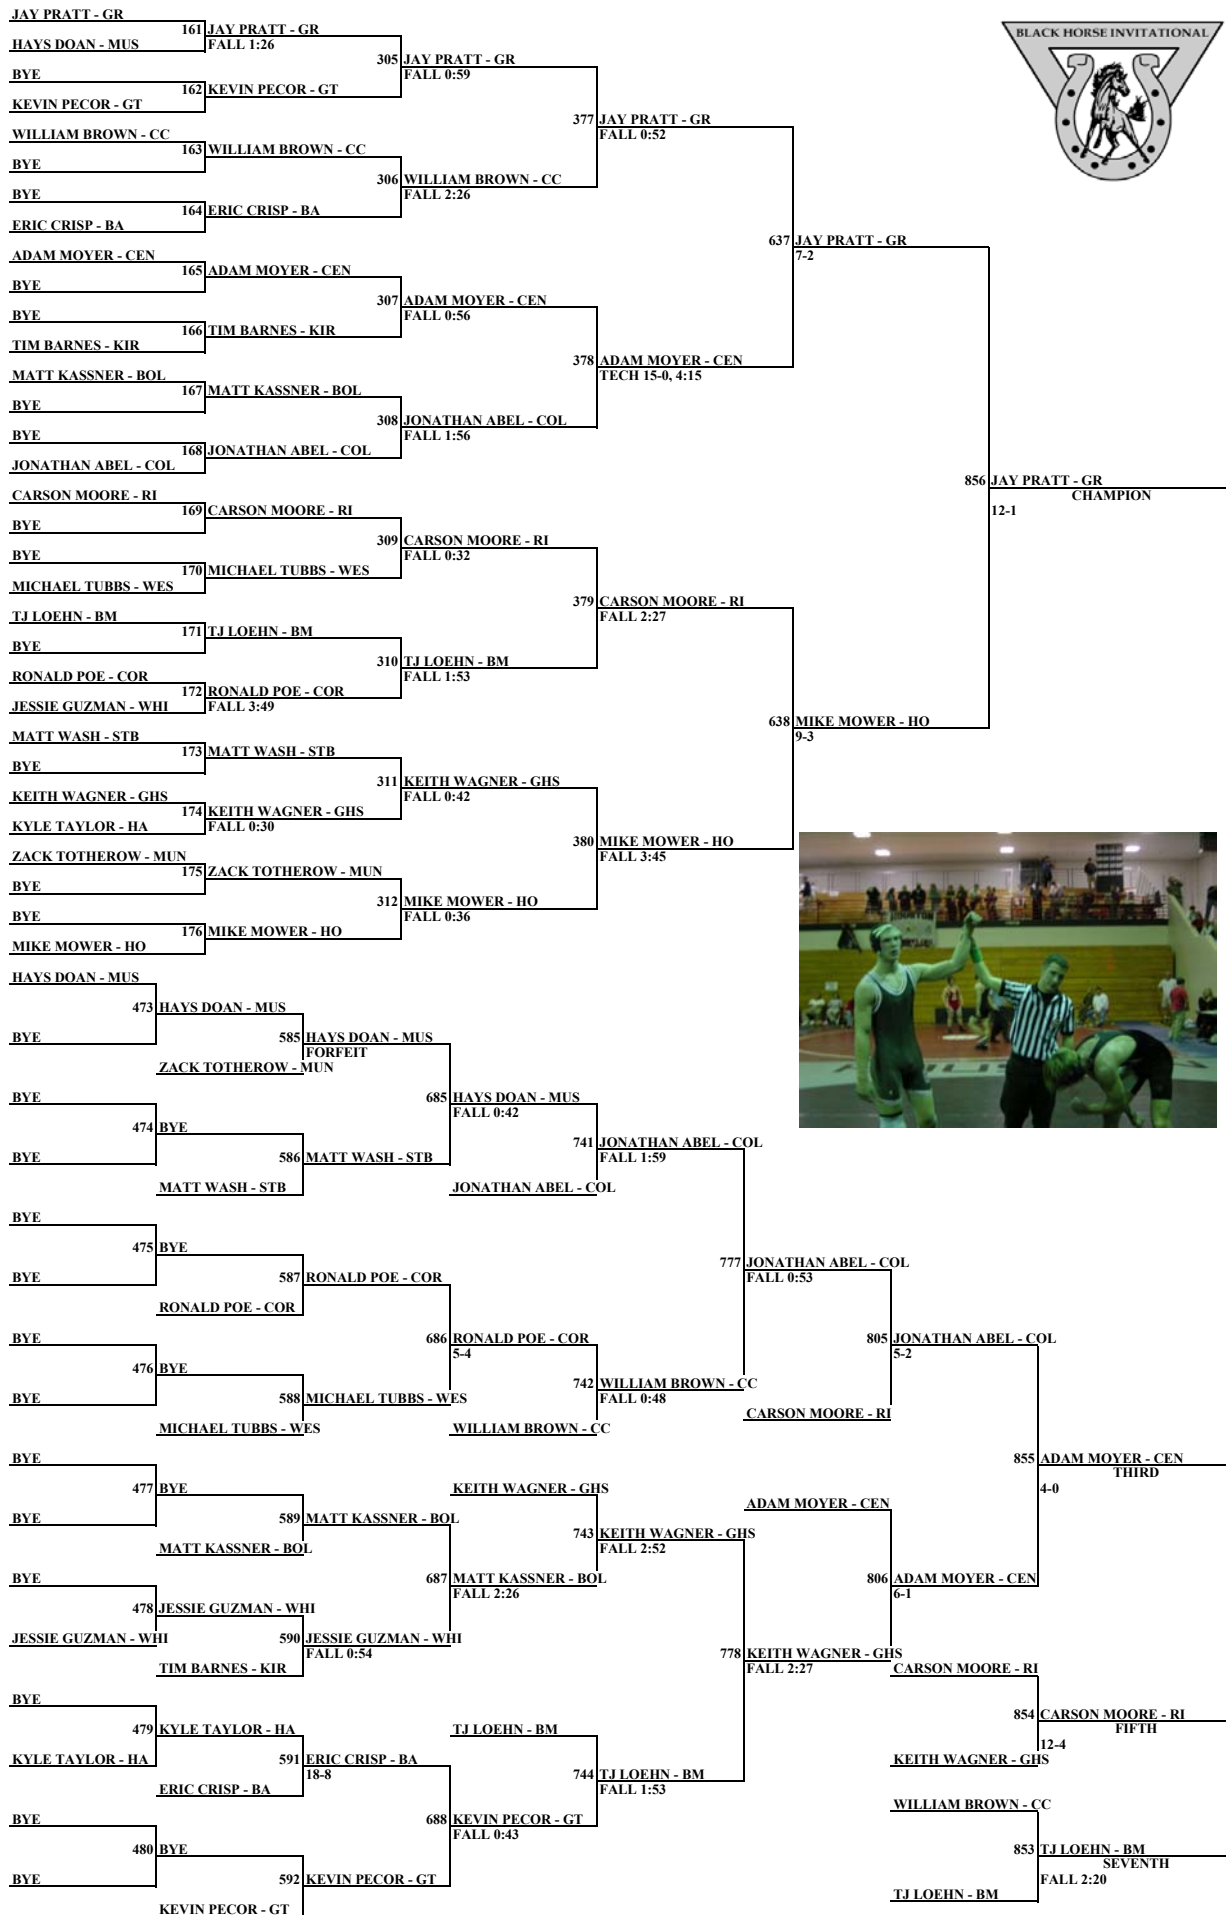 JAY PRATT - GR
161 JAY PRATT - GR
HAYS DOAN - MUS
FALL 1:26
305 JAY PRATT - GR
FALL 0:59
BYE
162 KEVIN PECOR - GT
KEVIN PECOR - GT
377 JAY PRATT - GR
FALL 0:52
WILLIAM BROWN - CC
163 WILLIAM BROWN - CC
BYE
306 WILLIAM BROWN - CC
FALL 2:26
BYE
164 ERIC CRISP - BA
ERIC CRISP - BA
637 JAY PRATT - GR
7-2
ADAM MOYER - CEN
165 ADAM MOYER - CEN
BYE
307 ADAM MOYER - CEN
FALL 0:56
BYE
166 TIM BARNES - KIR
TIM BARNES - KIR
378 ADAM MOYER - CEN
TECH 15-0, 4:15
MATT KASSNER - BOL
167 MATT KASSNER - BOL
BYE
308 JONATHAN ABEL - COL
FALL 1:56
BYE
168 JONATHAN ABEL - COL
JONATHAN ABEL - COL
856 JAY PRATT - GR
CHAMPION
12-1
CARSON MOORE - RI
169 CARSON MOORE - RI
BYE
309 CARSON MOORE - RI
FALL 0:32
BYE
170 MICHAEL TUBBS - WES
MICHAEL TUBBS - WES
379 CARSON MOORE - RI
FALL 2:27
TJ LOEHN - BM
171 TJ LOEHN - BM
BYE
310 TJ LOEHN - BM
FALL 1:53
RONALD POE - COR
172 RONALD POE - COR
JESSIE GUZMAN - WHI
FALL 3:49
638 MIKE MOWER - HO
9-3
MATT WASH - STB
173 MATT WASH - STB
BYE
311 KEITH WAGNER - GHS
FALL 0:42
KEITH WAGNER - GHS
174 KEITH WAGNER - GHS
KYLE TAYLOR - HA
FALL 0:30
380 MIKE MOWER - HO
FALL 3:45
ZACK TOTHEROW - MUN
175 ZACK TOTHEROW - MUN
BYE
312 MIKE MOWER - HO
FALL 0:36
BYE
176 MIKE MOWER - HO
MIKE MOWER - HO
BLACK HORSE INVITATIONAL
HAYS DOAN - MUS
473 HAYS DOAN - MUS
BYE
585 HAYS DOAN - MUS
FORFEIT
ZACK TOTHEROW - MUN
685 HAYS DOAN - MUS
FALL 0:42
BYE
474 BYE
BYE
586 MATT WASH - STB
MATT WASH - STB
741 JONATHAN ABEL - COL
FALL 1:59
JONATHAN ABEL - COL
BYE
475 BYE
BYE
587 RONALD POE - COR
RONALD POE - COR
777 JONATHAN ABEL - COL
FALL 0:53
686 RONALD POE - COR
5-4
BYE
476 BYE
BYE
588 MICHAEL TUBBS - WES
MICHAEL TUBBS - WES
742 WILLIAM BROWN - CC
FALL 0:48
WILLIAM BROWN - CC
805 JONATHAN ABEL - COL
5-2
CARSON MOORE - RI
855 ADAM MOYER - CEN
THIRD
4-0
BYE
477 BYE
BYE
589 MATT KASSNER - BOL
MATT KASSNER - BOL
KEITH WAGNER - GHS
743 KEITH WAGNER - GHS
FALL 2:52
ADAM MOYER - CEN
687 MATT KASSNER - BOL
FALL 2:26
806 ADAM MOYER - CEN
6-1
BYE
478 JESSIE GUZMAN - WHI
JESSIE GUZMAN - WHI
590 JESSIE GUZMAN - WHI
FALL 0:54
TIM BARNES - KIR
778 KEITH WAGNER - GHS
FALL 2:27
CARSON MOORE - RI
854 CARSON MOORE - RI
FIFTH
12-4
KEITH WAGNER - GHS
BYE
479 KYLE TAYLOR - HA
KYLE TAYLOR - HA
591 ERIC CRISP - BA
18-8
ERIC CRISP - BA
TJ LOEHN - BM
744 TJ LOEHN - BM
FALL 1:53
688 KEVIN PECOR - GT
FALL 0:43
BYE
480 BYE
BYE
592 KEVIN PECOR - GT
KEVIN PECOR - GT
WILLIAM BROWN - CC
853 TJ LOEHN - BM
SEVENTH
FALL 2:20
TJ LOEHN - BM